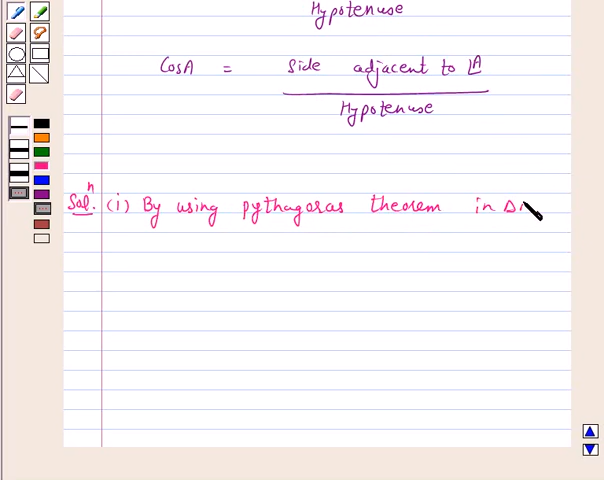 Hypotenuse
CosA = Side adjacent to ∠A
Hypotenuse
Solⁿ. (i) By using pythagoras theorem in Δ